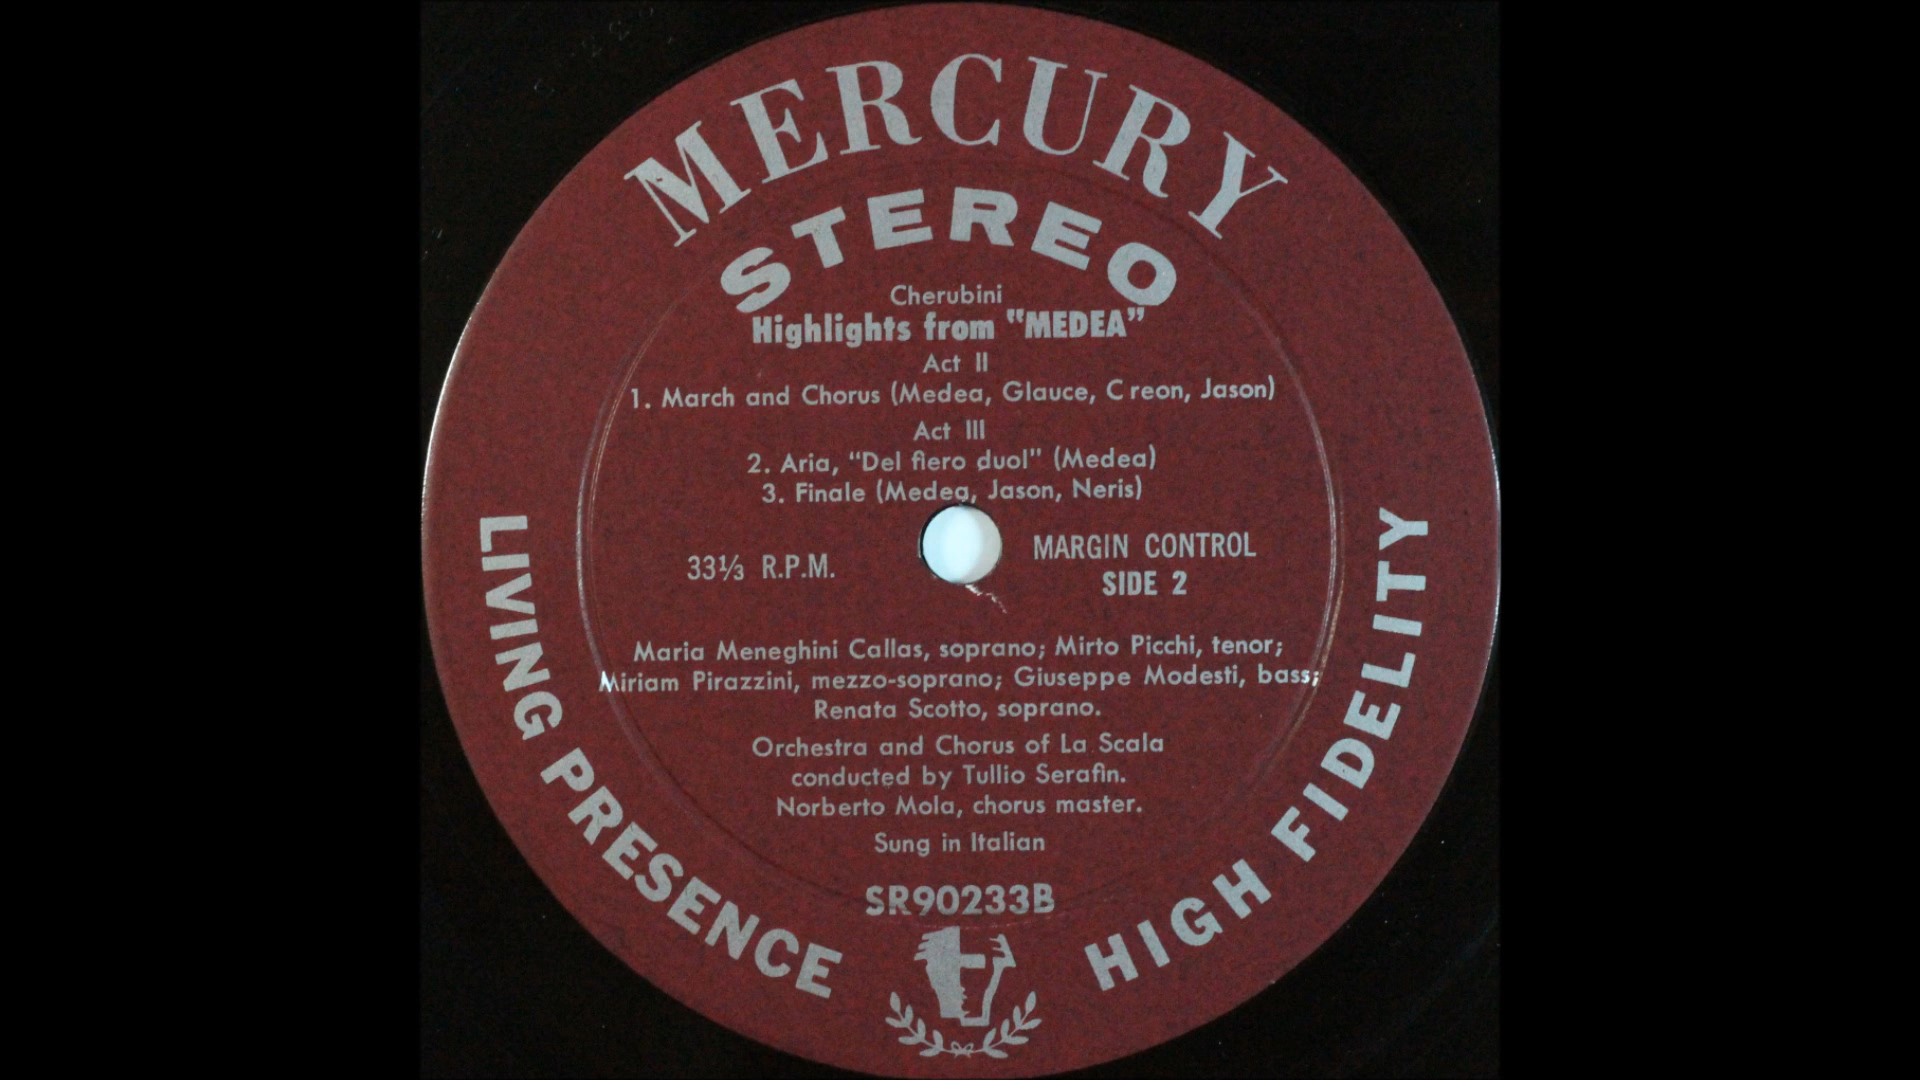 MERCURY
STEREO
Cherubini
Highlights from "MEDEA"
Act II
1. March and Chorus (Medea, Glauce, Creon, Jason)
Act III
2. Aria, "Del fiero duol" (Medea)
3. Finale (Medea, Jason, Neris)
33⅓ R.P.M.
MARGIN CONTROL
SIDE 2
Maria Meneghini Callas, soprano; Mirto Picchi, tenor;
Miriam Pirazzini, mezzo-soprano; Giuseppe Modesti, bass;
Renata Scotto, soprano.
Orchestra and Chorus of La Scala
conducted by Tullio Serafin.
Norberto Mola, chorus master.
Sung in Italian
SR90233B
LIVING PRESENCE
HIGH FIDELITY